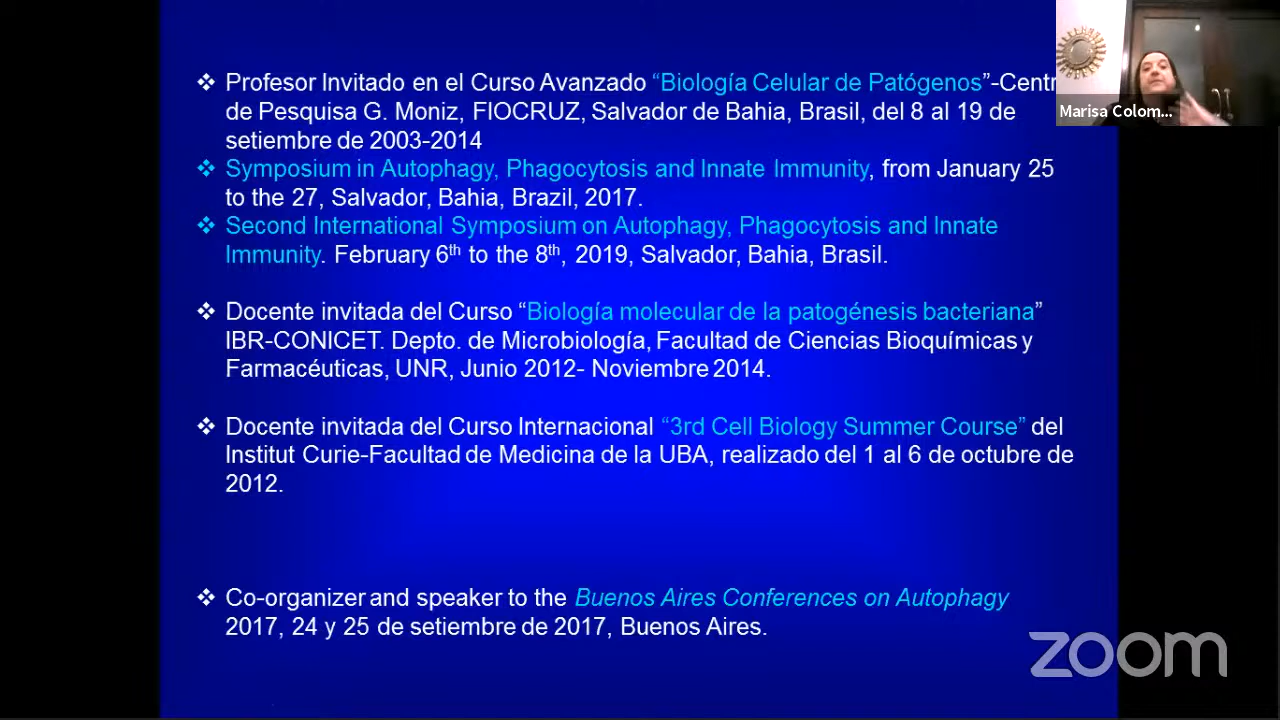 ❖ Profesor Invitado en el Curso Avanzado “Biología Celular de Patógenos”-Centr
de Pesquisa G. Moniz, FIOCRUZ, Salvador de Bahia, Brasil, del 8 al 19 de
setiembre de 2003-2014
❖ Symposium in Autophagy, Phagocytosis and Innate Immunity, from January 25
to the 27, Salvador, Bahia, Brazil, 2017.
❖ Second International Symposium on Autophagy, Phagocytosis and Innate
Immunity. February 6th to the 8th, 2019, Salvador, Bahia, Brasil.
❖ Docente invitada del Curso “Biología molecular de la patogénesis bacteriana”
IBR-CONICET. Depto. de Microbiología, Facultad de Ciencias Bioquímicas y
Farmacéuticas, UNR, Junio 2012- Noviembre 2014.
❖ Docente invitada del Curso Internacional “3rd Cell Biology Summer Course” del
Institut Curie-Facultad de Medicina de la UBA, realizado del 1 al 6 de octubre de
2012.
❖ Co-organizer and speaker to the Buenos Aires Conferences on Autophagy
2017, 24 y 25 de setiembre de 2017, Buenos Aires.
Marisa Colom...
zoom